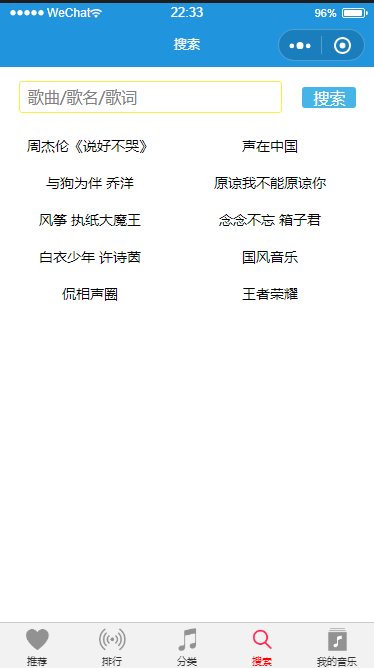 WeChat 22:33 96%
搜索
歌曲/歌名/歌词 搜索
周杰伦《说好不哭》 声在中国
与狗为伴 乔洋 原谅我不能原谅你
风筝 执纸大魔王 念念不忘 箱子君
白衣少年 许诗茵 国风音乐
侃相声圈 王者荣耀
推荐 排行 分类 搜索 我的音乐